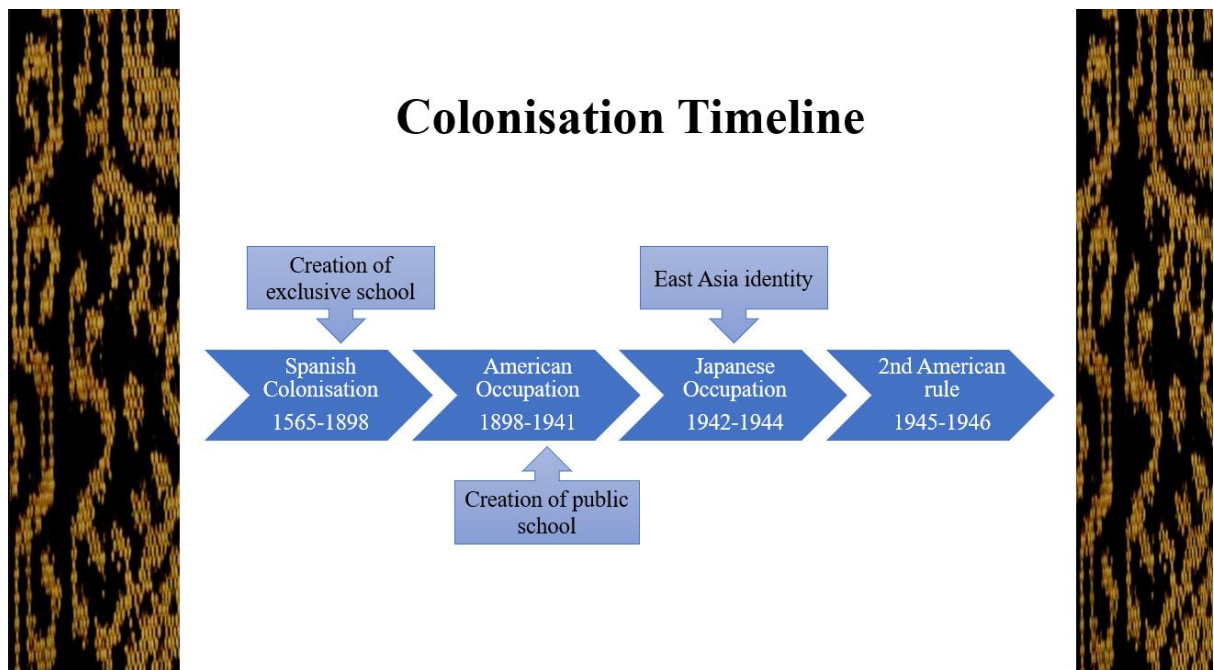 Colonisation Timeline
Creation of
exclusive school
East Asia identity
Spanish
Colonisation
1565-1898
American
Occupation
1898-1941
Japanese
Occupation
1942-1944
2nd American
rule
1945-1946
Creation of public
school